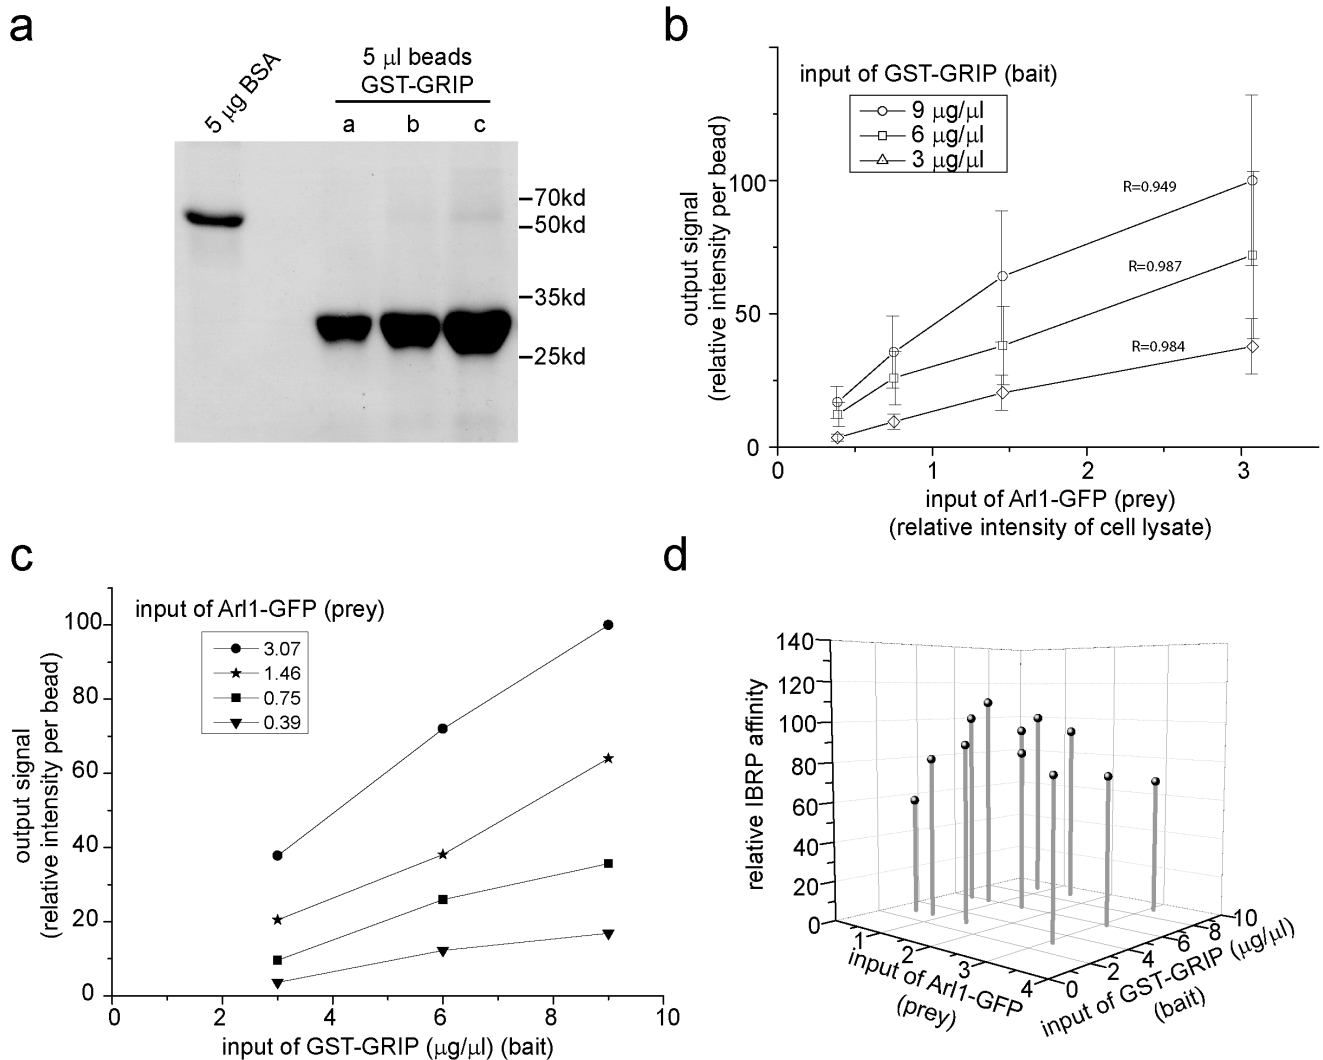 a
5 μg BSA
5 μl beads
GST-GRIP
a b c
70kd
50kd
35kd
25kd
b
input of GST-GRIP (bait)
9 μg/μl
6 μg/μl
3 μg/μl
R=0.949
R=0.987
R=0.984
100
50
0
0 1 2 3
output signal
(relative intensity per bead)
input of Arl1-GFP (prey)
(relative intensity of cell lysate)
c
input of Arl1-GFP (prey)
3.07
1.46
0.75
0.39
100
80
60
40
20
0
0 2 4 6 8 10
output signal
(relative intensity per bead)
input of GST-GRIP (μg/μl) (bait)
d
140
120
100
80
60
40
20
0
relative IBRP affinity
1 2 3 4
input of Arl1-GFP
(prey)
0 2 4 6 8 10
input of GST-GRIP (μg/μl)
(bait)